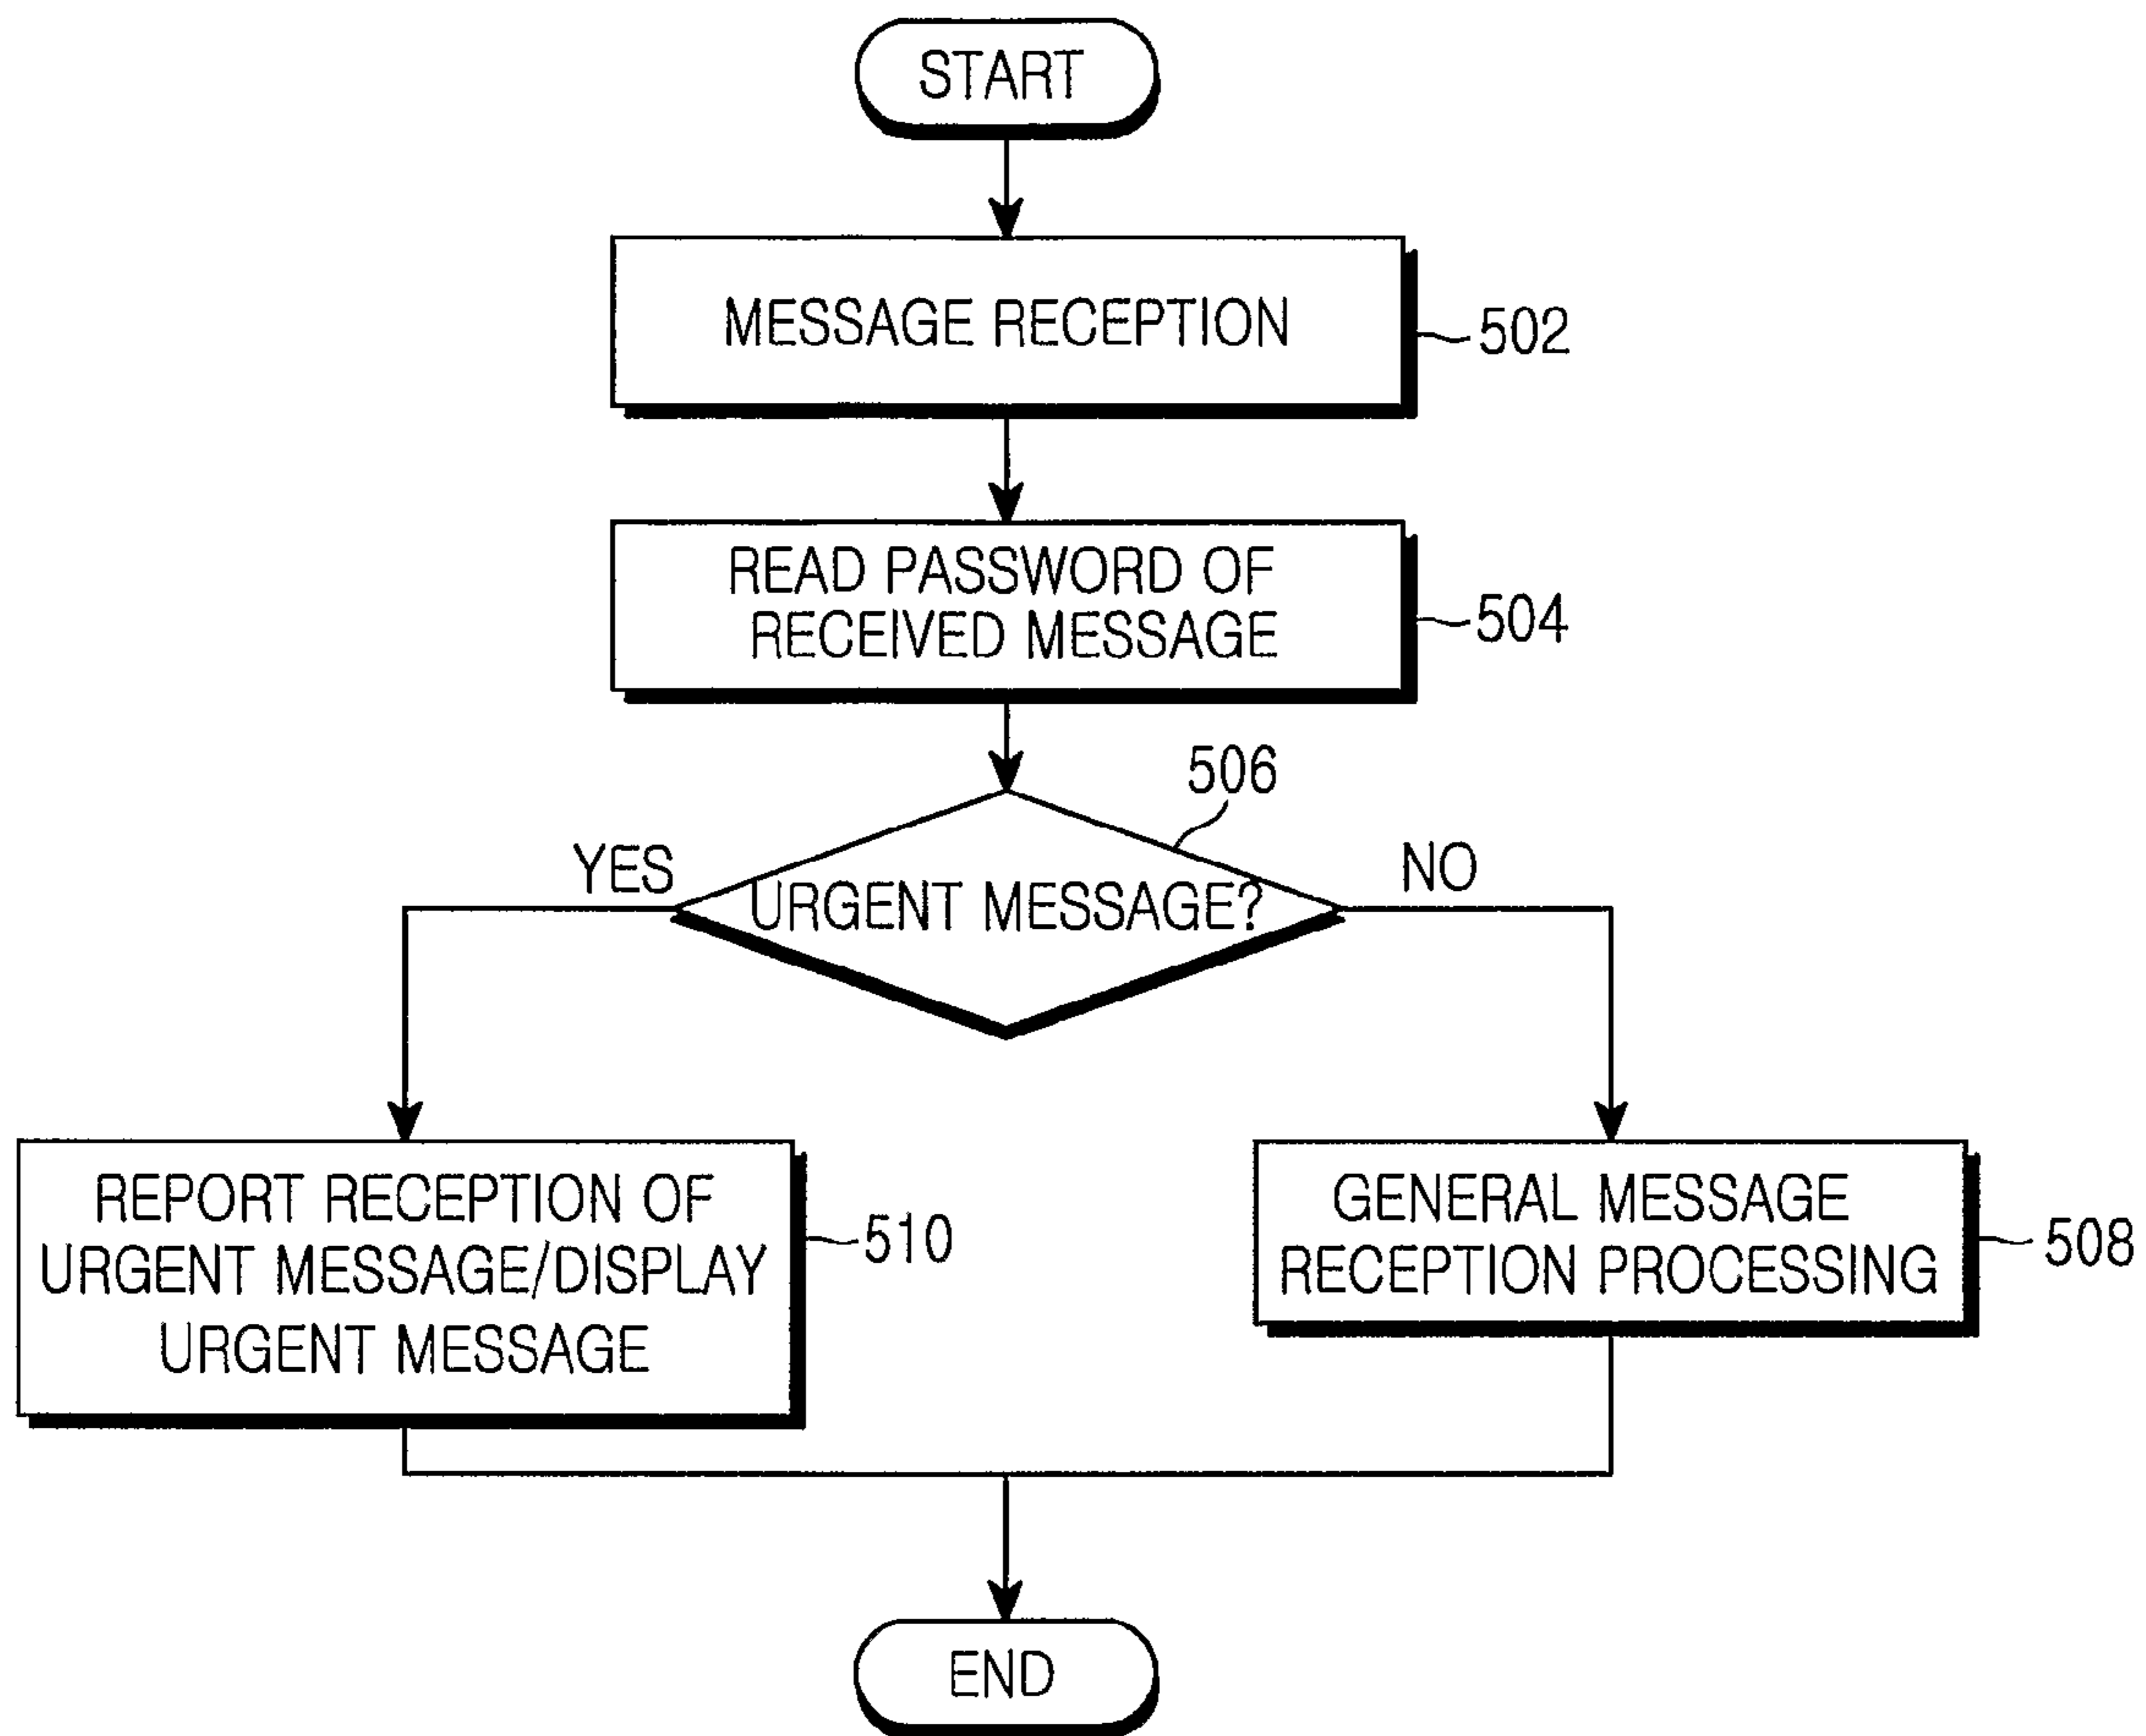 START
MESSAGE RECEPTION
502
READ PASSWORD OF
RECEIVED MESSAGE
504
506
YES
URGENT MESSAGE?
NO
REPORT RECEPTION OF
URGENT MESSAGE/DISPLAY
URGENT MESSAGE
510
GENERAL MESSAGE
RECEPTION PROCESSING
508
END